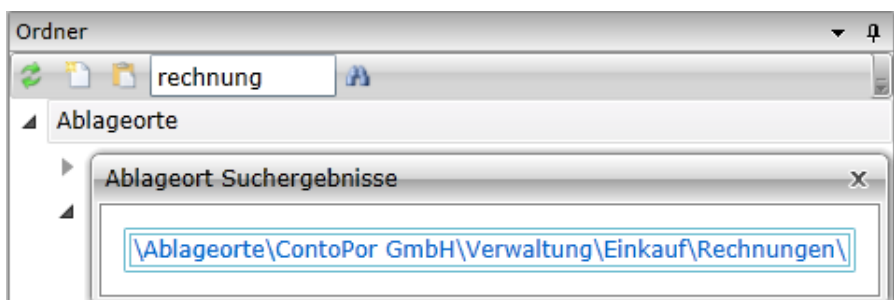 Ordner
rechnung
Ablageorte
Ablageort Suchergebnisse
\Ablageorte\ContoPor GmbH\Verwaltung\Einkauf\Rechnungen\